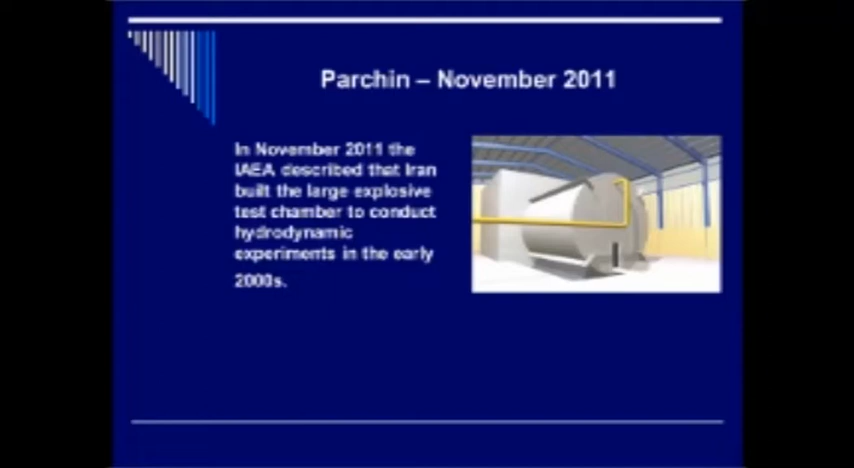 Parchin – November 2011
In November 2011 the
IAEA described that Iran
built the large explosive
test chamber to conduct
hydrodynamic
experiments in the early
2000s.